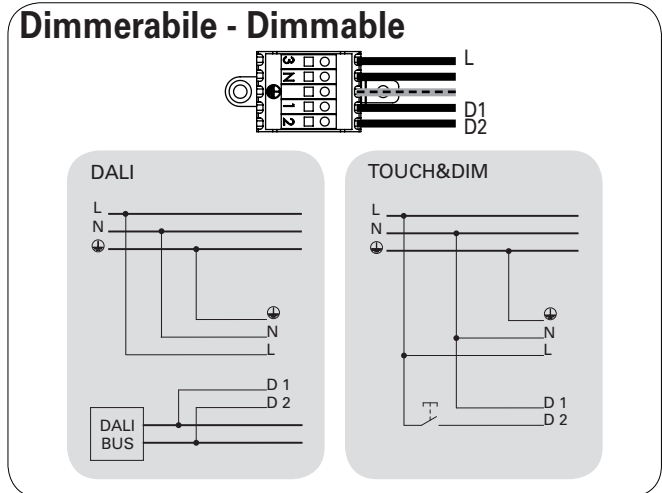 Dimmerabile - Dimmable
3
L
N
1
D1
2
D2
DALI
L
N
N
L
D 1
D 2
DALI
BUS
TOUCH&DIM
L
N
N
L
D 1
D 2